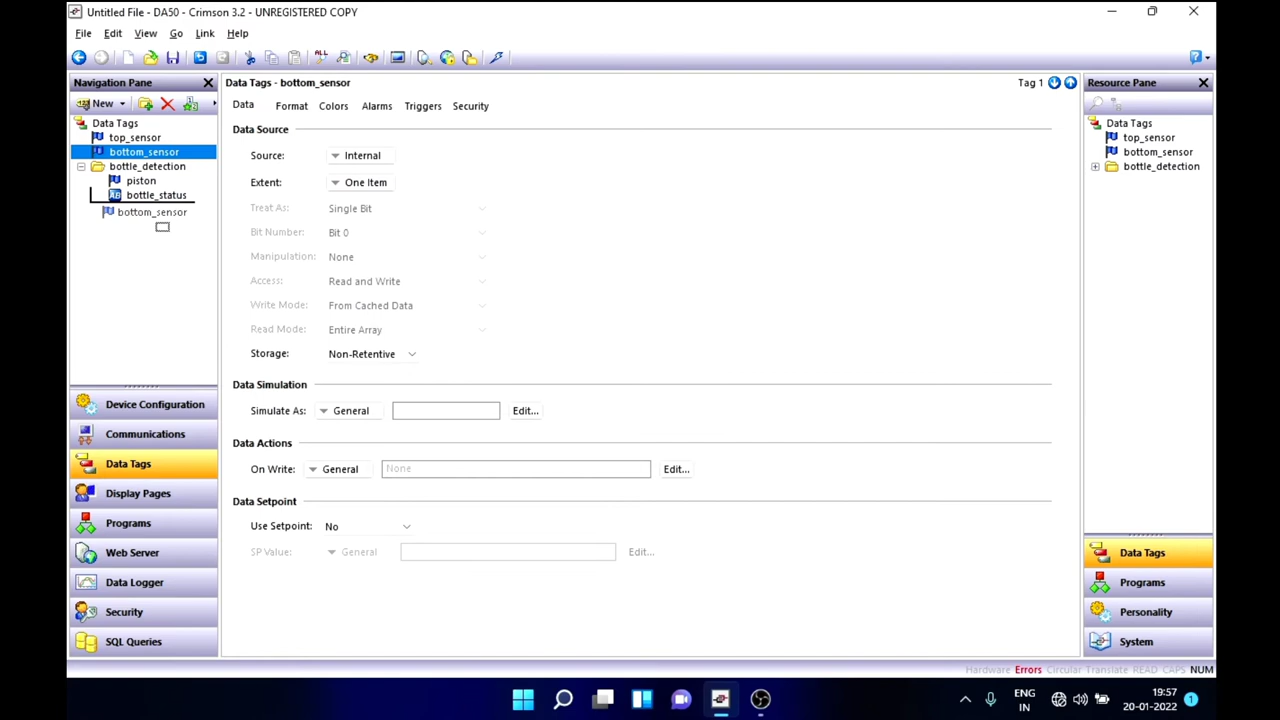 Untitled File - DA50 - Crimson 3.2 - UNREGISTERED COPY
File Edit View Go Link Help
ALL
Navigation Pane
New
Data Tags
top_sensor
bottom_sensor
bottle_detection
piston
bottle_status
bottom_sensor
Device Configuration
Communications
Data Tags
Display Pages
Programs
Web Server
Data Logger
Security
SQL Queries
Data Tags - bottom_sensor
Tag 1
Data Format Colors Alarms Triggers Security
Data Source
Source: Internal
Extent: One Item
Treat As: Single Bit
Bit Number: Bit 0
Manipulation: None
Access: Read and Write
Write Mode: From Cached Data
Read Mode: Entire Array
Storage: Non-Retentive
Data Simulation
Simulate As: General Edit...
Data Actions
On Write: General None Edit...
Data Setpoint
Use Setpoint: No
SP Value: General Edit...
Resource Pane
Data Tags
top_sensor
bottom_sensor
bottle_detection
Data Tags
Programs
Personality
System
Hardware Errors Circular Translate READ CAPS NUM
ENG
IN
19:57
20-01-2022
1